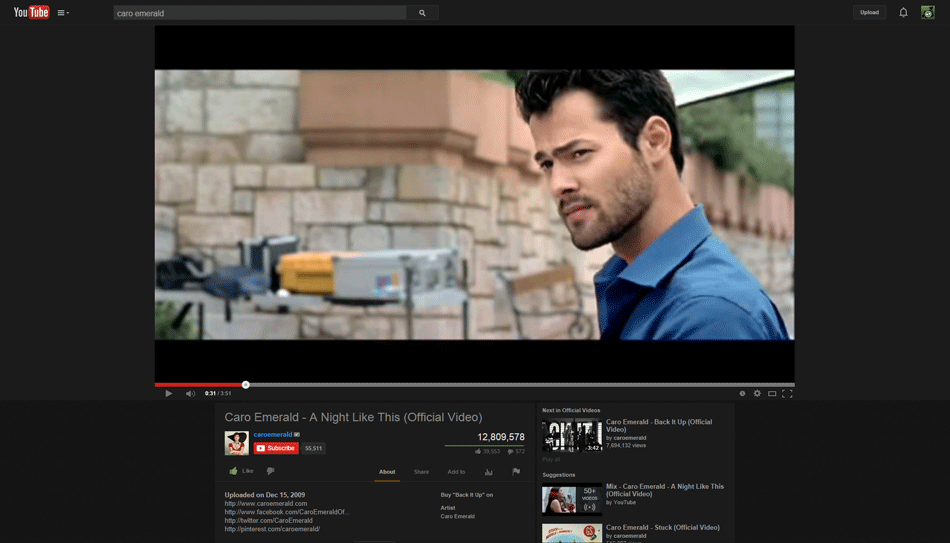 YouTube
caro emerald
Upload
0:31 / 3:51
Caro Emerald - A Night Like This (Official Video)
caroemerald
Subscribe 55,511
12,809,578
39,553 572
Like
About Share Add to
Uploaded on Dec 15, 2009
http://www.caroemerald.com
http://www.facebook.com/CaroEmeraldOf...
http://twitter.com/CaroEmerald
http://pinterest.com/caroemerald/
Buy "Back It Up" on
Artist
Caro Emerald
Next in Official Videos
3:42
Caro Emerald - Back It Up (Official
Video)
by caroemerald
7,694,132 views
Play all
Suggestions
50+
VIDEOS
Mix - Caro Emerald - A Night Like This
(Official Video)
by YouTube
Caro Emerald - Stuck (Official Video)
by caroemerald